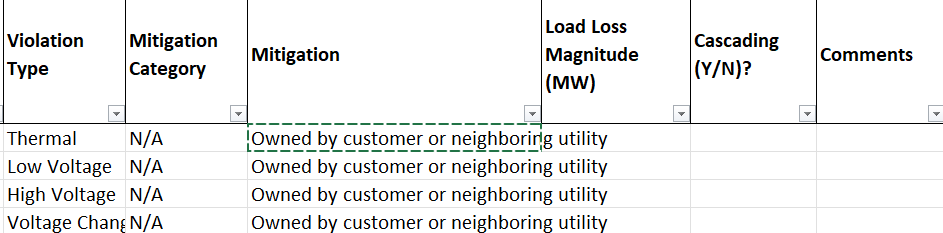 Violation Type
Mitigation Category
Mitigation
Load Loss Magnitude (MW)
Cascading (Y/N)?
Comments
Thermal N/A Owned by customer or neighboring utility
Low Voltage N/A Owned by customer or neighboring utility
High Voltage N/A Owned by customer or neighboring utility
Voltage Chang N/A Owned by customer or neighboring utility